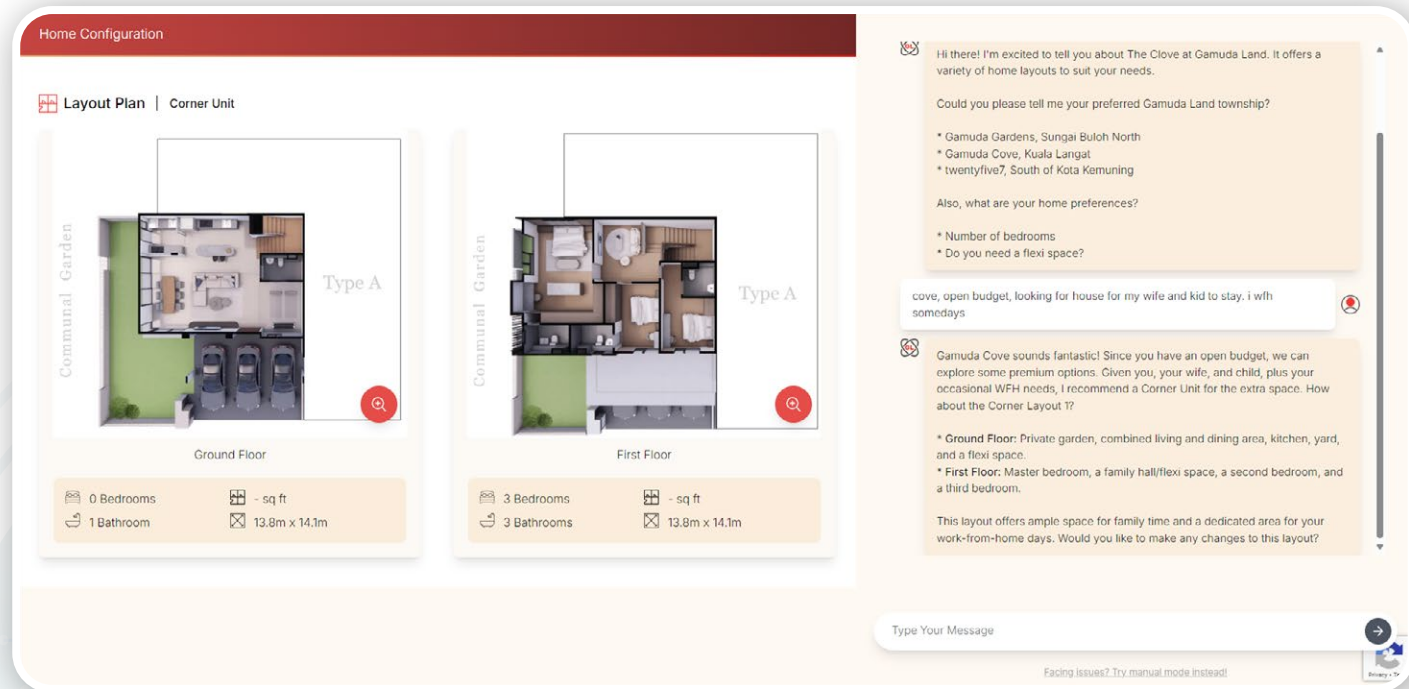 Home Configuration
Layout Plan | Corner Unit
Communal Garden
Type A
Ground Floor
0 Bedrooms
- sq ft
1 Bathroom
13.8m x 14.1m
Communal Garden
Type A
First Floor
3 Bedrooms
- sq ft
3 Bathrooms
13.8m x 14.1m
GL
Hi there! I'm excited to tell you about The Clove at Gamuda Land. It offers a
variety of home layouts to suit your needs.
Could you please tell me your preferred Gamuda Land township?
* Gamuda Gardens, Sungai Buloh North
* Gamuda Cove, Kuala Langat
* twentyfive7, South of Kota Kemuning
Also, what are your home preferences?
* Number of bedrooms
* Do you need a flexi space?
cove, open budget, looking for house for my wife and kid to stay. i wfh
somedays
GL
Gamuda Cove sounds fantastic! Since you have an open budget, we can
explore some premium options. Given you, your wife, and child, plus your
occasional WFH needs, I recommend a Corner Unit for the extra space. How
about the Corner Layout 1?
* Ground Floor: Private garden, combined living and dining area, kitchen, yard,
and a flexi space.
* First Floor: Master bedroom, a family hall/flexi space, a second bedroom, and
a third bedroom.
This layout offers ample space for family time and a dedicated area for your
work-from-home days. Would you like to make any changes to this layout?
Type Your Message
Facing issues? Try manual mode instead!